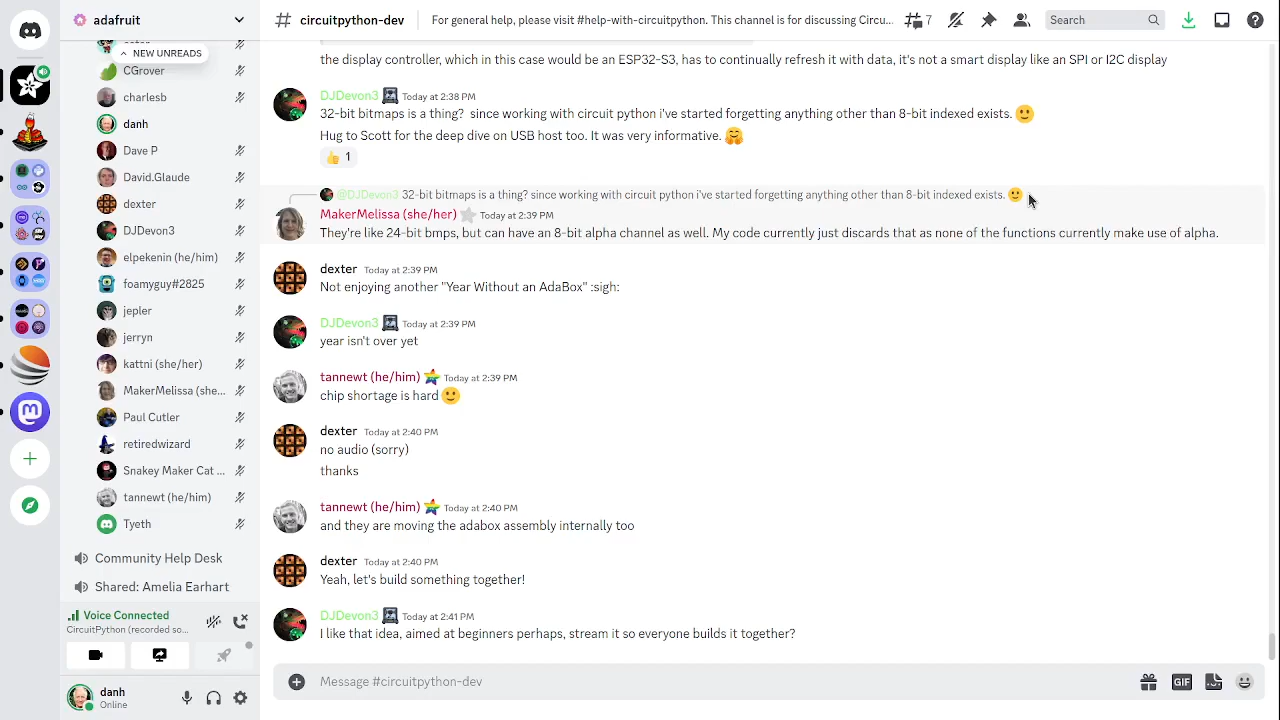 adafruit
NEW UNREADS
CGrover
charlesb
danh
Dave P
David.Glaude
dexter
DJDevon3
elpekenin (he/him)
foamyguy#2825
jepler
jerryn
kattni (she/her)
MakerMelissa (she...
Paul Cutler
retiredwizard
Snakey Maker Cat ...
tannewt (he/him)
Tyeth
Community Help Desk
Shared: Amelia Earhart
Voice Connected
CircuitPython (recorded so...
danh
Online
# circuitpython-dev
For general help, please visit #help-with-circuitpython. This channel is for discussing Circu...
7
Search
the display controller, which in this case would be an ESP32-S3, has to continually refresh it with data, it's not a smart display like an SPI or I2C display
DJDevon3 Today at 2:38 PM
32-bit bitmaps is a thing? since working with circuit python i've started forgetting anything other than 8-bit indexed exists. 🙂
Hug to Scott for the deep dive on USB host too. It was very informative. 🤗
👍 1
@DJDevon3 32-bit bitmaps is a thing? since working with circuit python i've started forgetting anything other than 8-bit indexed exists. 🙂
MakerMelissa (she/her) Today at 2:39 PM
They're like 24-bit bmps, but can have an 8-bit alpha channel as well. My code currently just discards that as none of the functions currently make use of alpha.
dexter Today at 2:39 PM
Not enjoying another "Year Without an AdaBox" :sigh:
DJDevon3 Today at 2:39 PM
year isn't over yet
tannewt (he/him) Today at 2:39 PM
chip shortage is hard 🙂
dexter Today at 2:40 PM
no audio (sorry)
thanks
tannewt (he/him) Today at 2:40 PM
and they are moving the adabox assembly internally too
dexter Today at 2:40 PM
Yeah, let's build something together!
DJDevon3 Today at 2:41 PM
I like that idea, aimed at beginners perhaps, stream it so everyone builds it together?
Message #circuitpython-dev
GIF